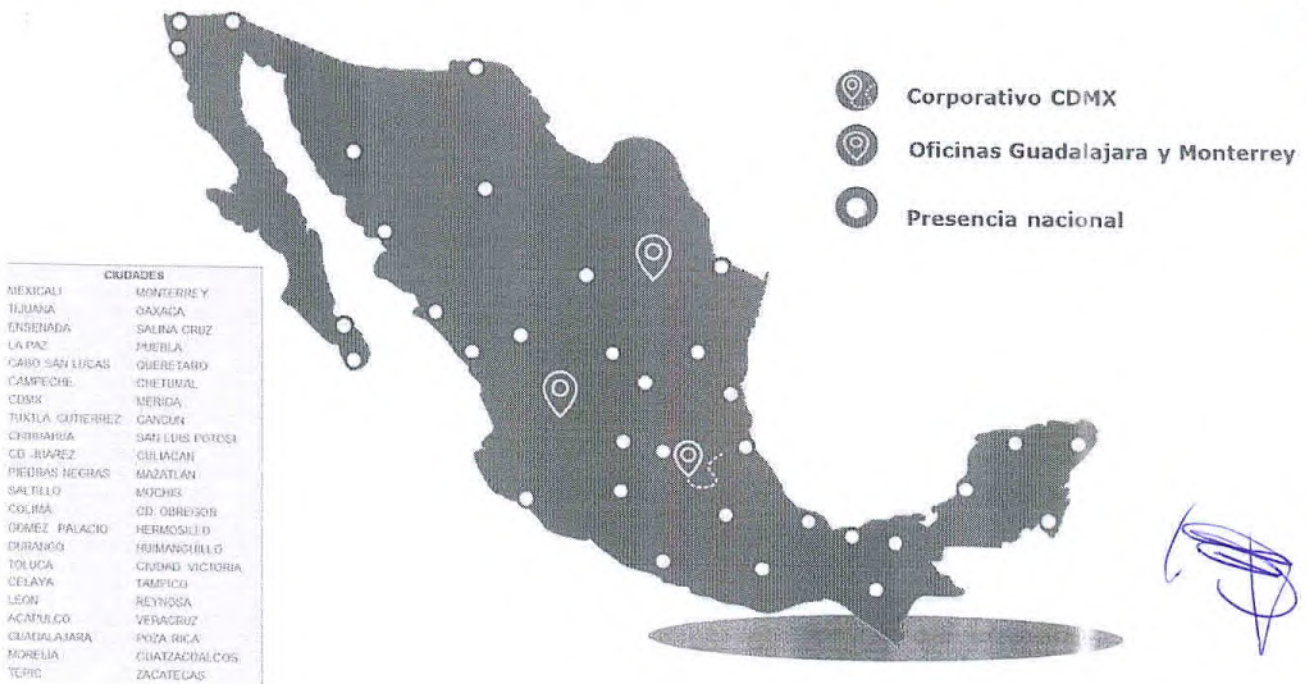 Corporativo CDMX
Oficinas Guadalajara y Monterrey
Presencia nacional
CIUDADES
MEXICALI MONTERREY
TIJUANA OAXACA
ENSENADA SALINA CRUZ
LA PAZ PUEBLA
CABO SAN LUCAS QUERETARO
CAMPECHE CHETUMAL
CDMX MERIDA
TUXTLA GUTIERREZ CANCUN
CHIHUAHUA SAN LUIS POTOSI
CD JUAREZ CULIACAN
PIEDRAS NEGRAS MAZATLAN
SALTILLO MOCHIS
COLIMA CD. OBREGON
GOMEZ PALACIO HERMOSILLO
DURANGO HUIMANGUILLO
TOLUCA CIUDAD VICTORIA
CELAYA TAMPICO
LEON REYNOSA
ACAPULCO VERACRUZ
GUADALAJARA POZA RICA
MORELIA COATZACOALCOS
TEPIC ZACATECAS